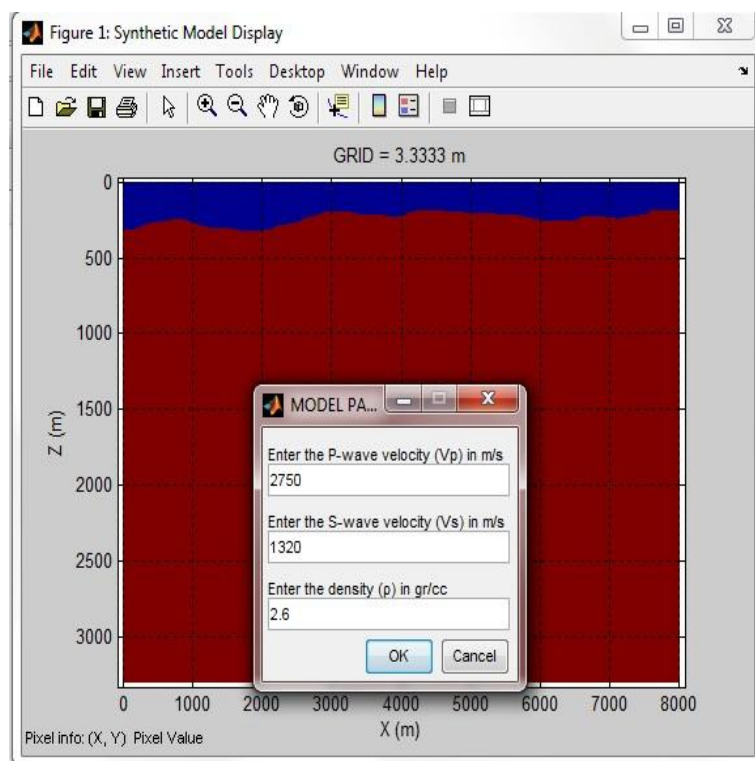 Figure 1: Synthetic Model Display
File Edit View Insert Tools Desktop Window Help
GRID = 3.3333 m
0
500
1000
1500
2000
2500
3000
Z (m)
MODEL PA...
Enter the P-wave velocity (Vp) in m/s
2750
Enter the S-wave velocity (Vs) in m/s
1320
Enter the density (ρ) in gr/cc
2.6
OK Cancel
0 1000 2000 3000 4000 5000 6000 7000 8000
X (m)
Pixel info: (X, Y) Pixel Value